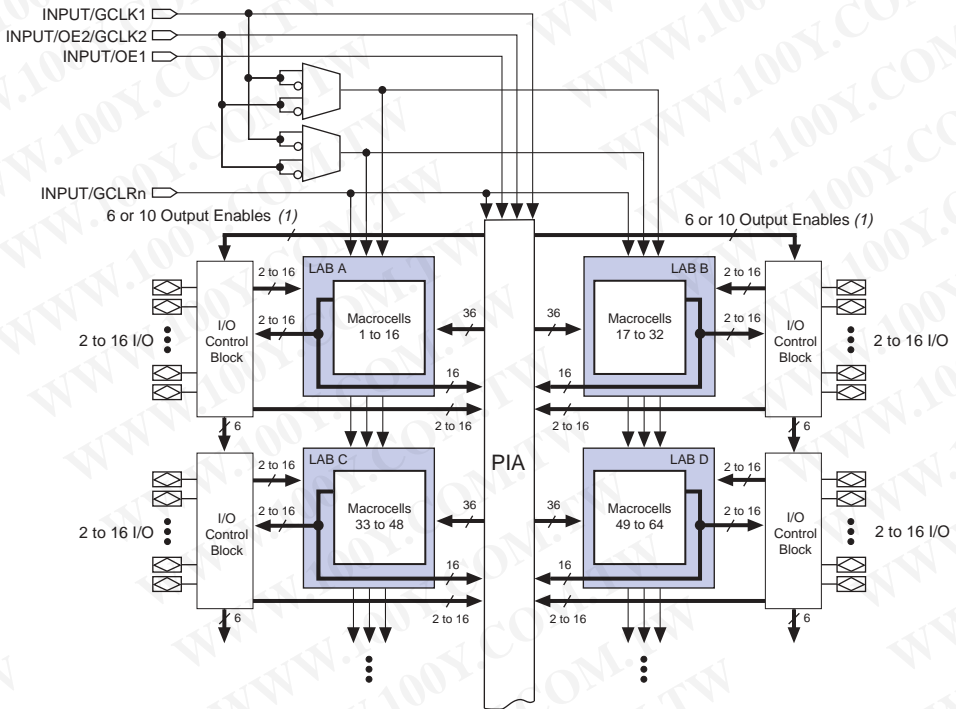 INPUT/GCLK1
INPUT/OE2/GCLK2
INPUT/OE1
INPUT/GCLRn
6 or 10 Output Enables (1)
6 or 10 Output Enables (1)
LAB A
LAB B
2 to 16
2 to 16
Macrocells
1 to 16
Macrocells
17 to 32
36
36
2 to 16
2 to 16
I/O
Control
Block
I/O
Control
Block
2 to 16 I/O
2 to 16 I/O
16
16
2 to 16
2 to 16
6
6
PIA
LAB C
LAB D
2 to 16
2 to 16
Macrocells
33 to 48
Macrocells
49 to 64
36
36
2 to 16
2 to 16
I/O
Control
Block
I/O
Control
Block
2 to 16 I/O
2 to 16 I/O
16
16
2 to 16
2 to 16
6
6
WWW.100Y.COM.TW